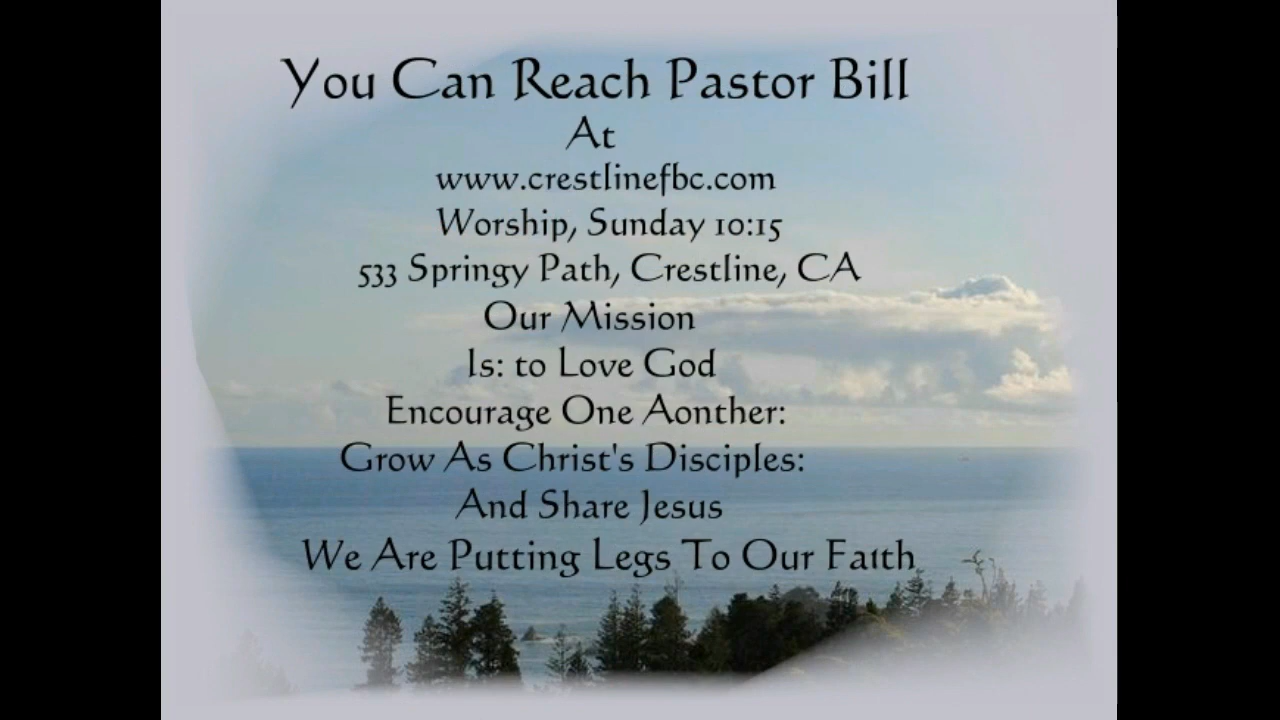 You Can Reach Pastor Bill
At
www.crestlinefbc.com
Worship, Sunday 10:15
533 Springy Path, Crestline, CA
Our Mission
Is: to Love God
Encourage One Aonther:
Grow As Christ's Disciples:
And Share Jesus
We Are Putting Legs To Our Faith